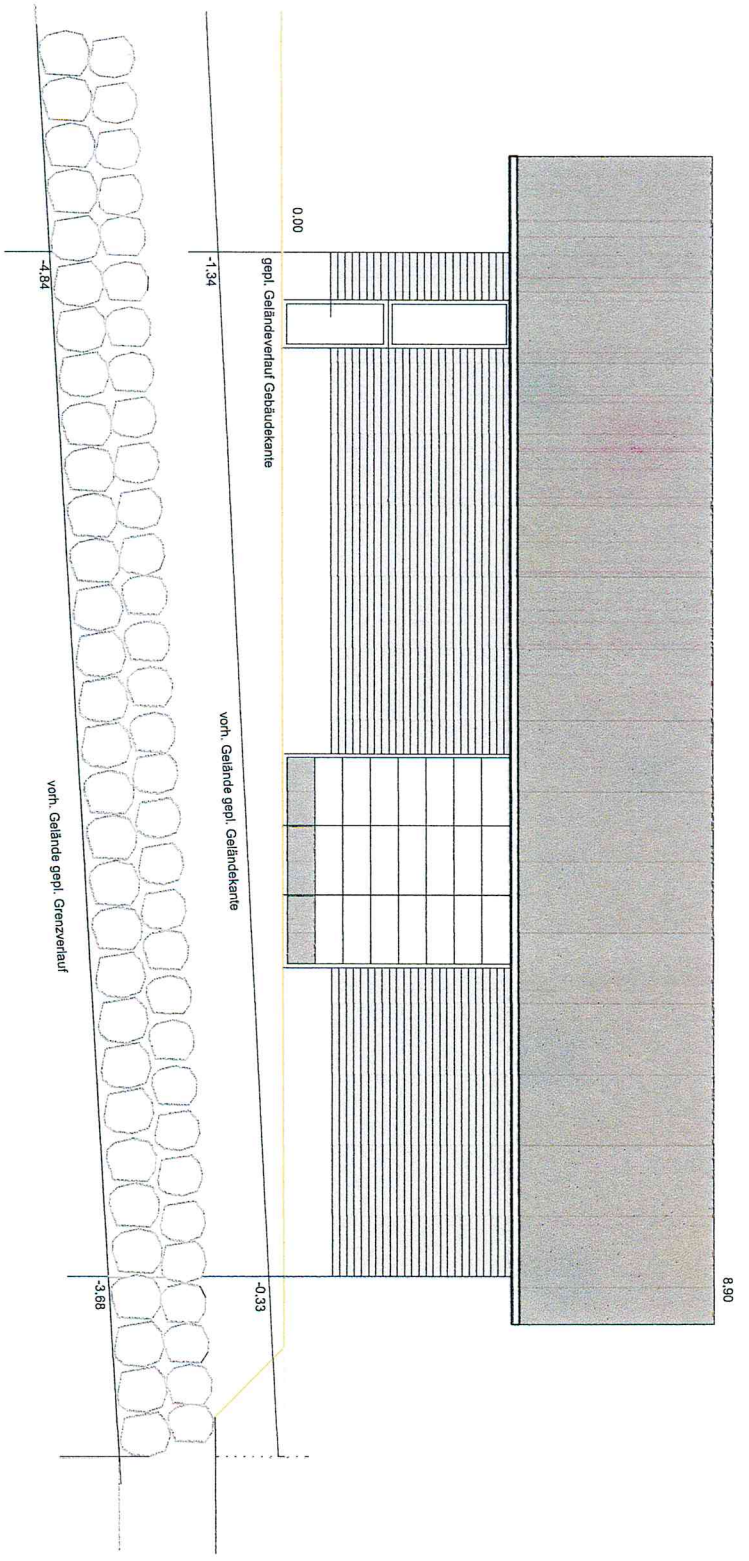 8.90
0.00
gepl. Geländeverlauf Gebäudekante
-1.34
vorh. Gelände gepl. Geländekante
-0.33
-4.84
vorh. Gelände gepl. Grenzverlauf
-3.68